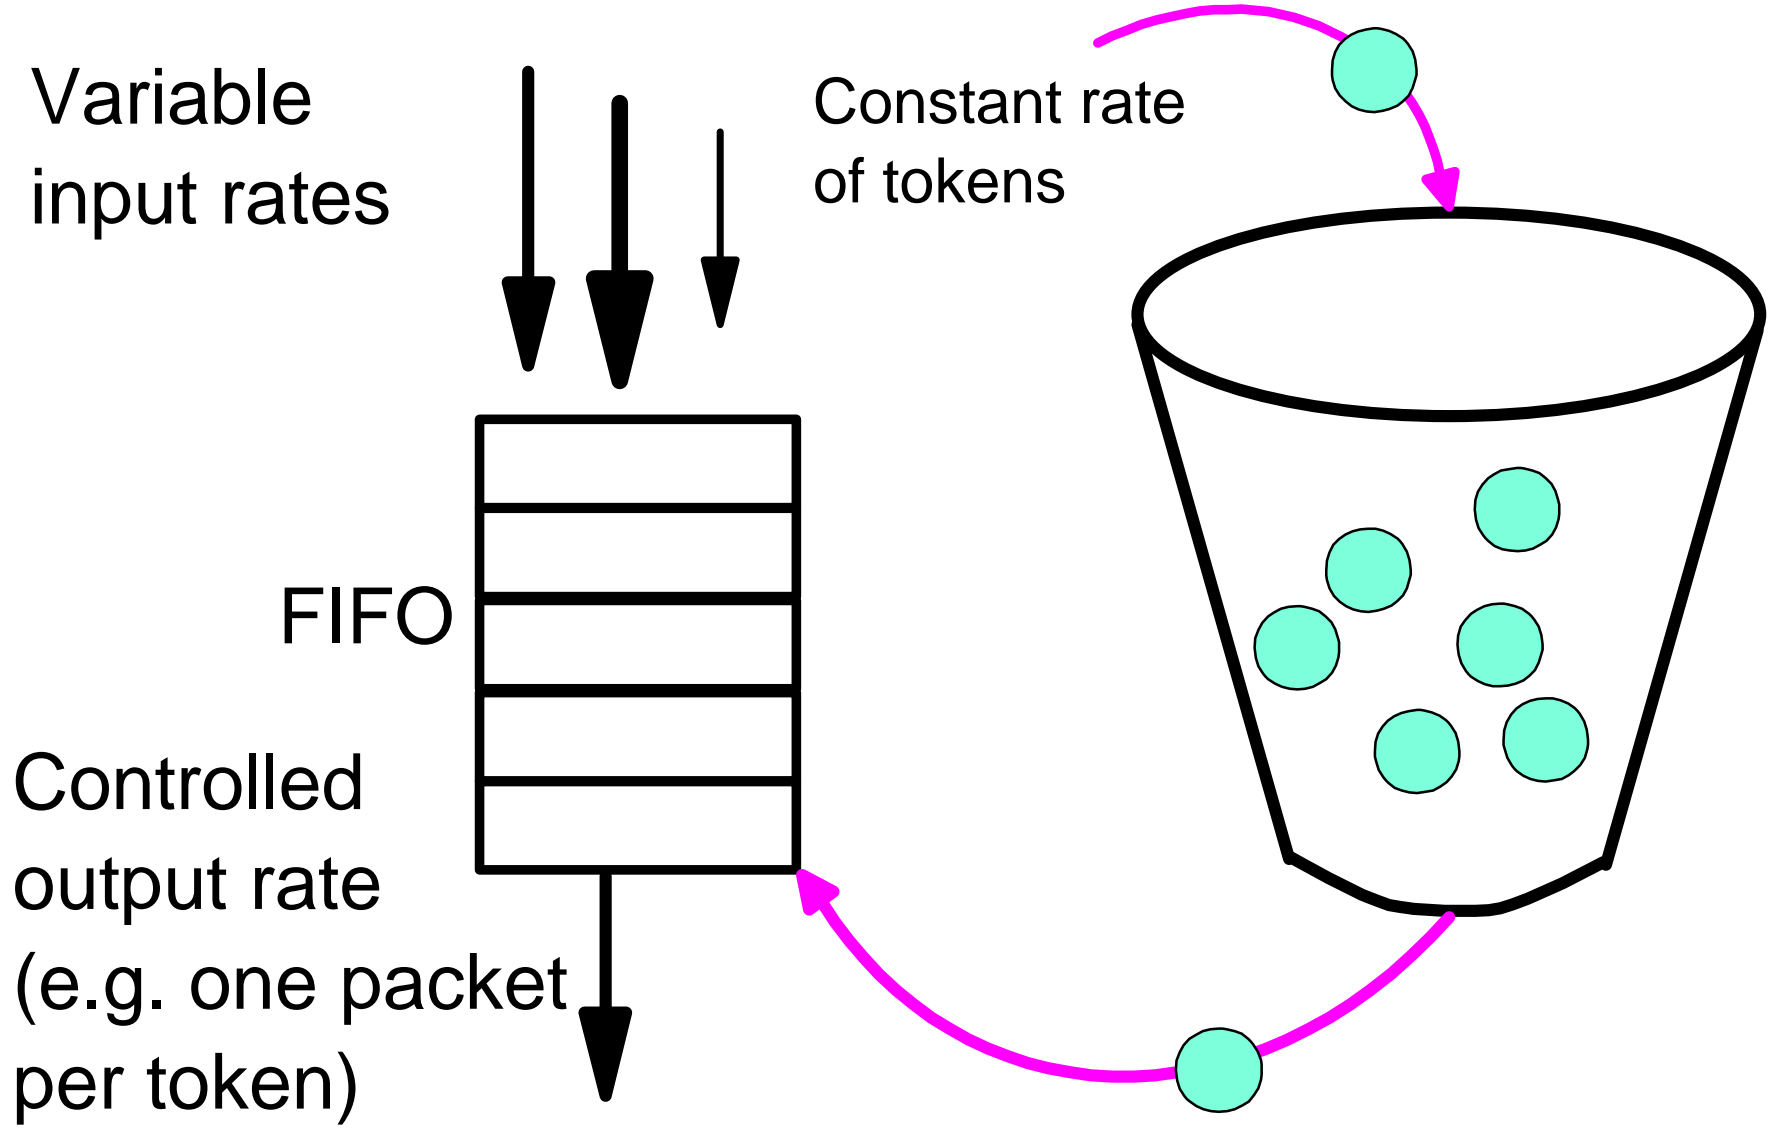 Variable
input rates
Constant rate
of tokens
FIFO
Controlled
output rate
(e.g. one packet
per token)